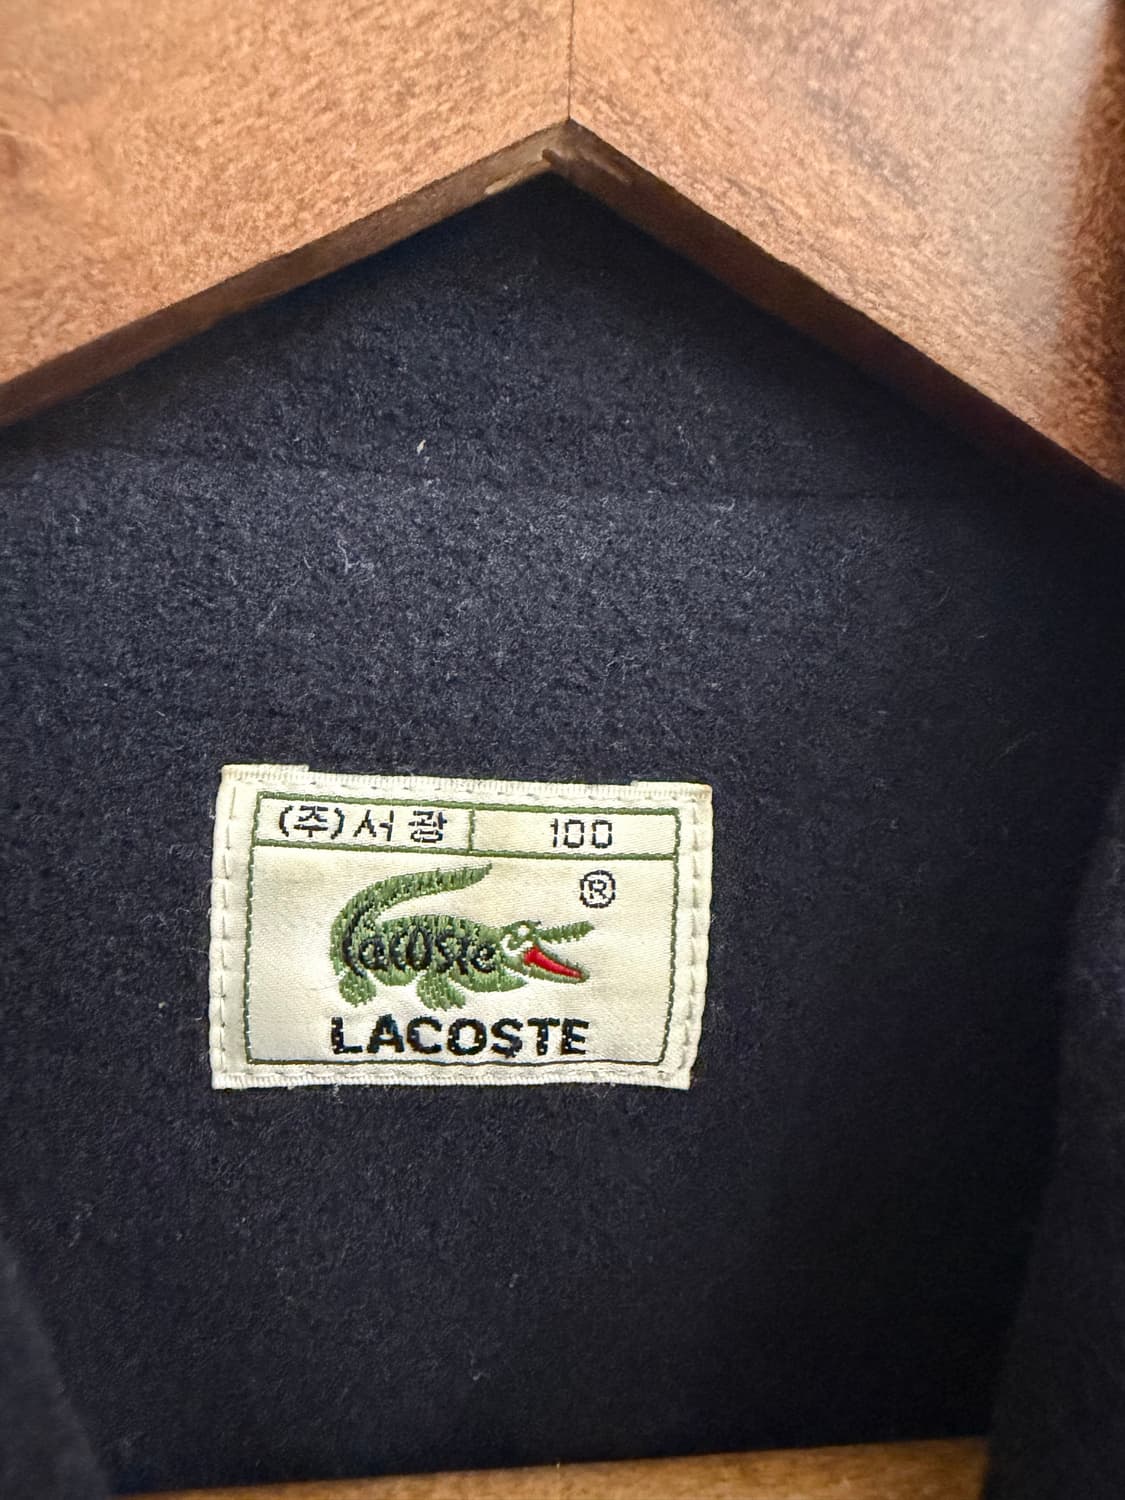 (주)서광 100
®
Lacoste
LACOSTE